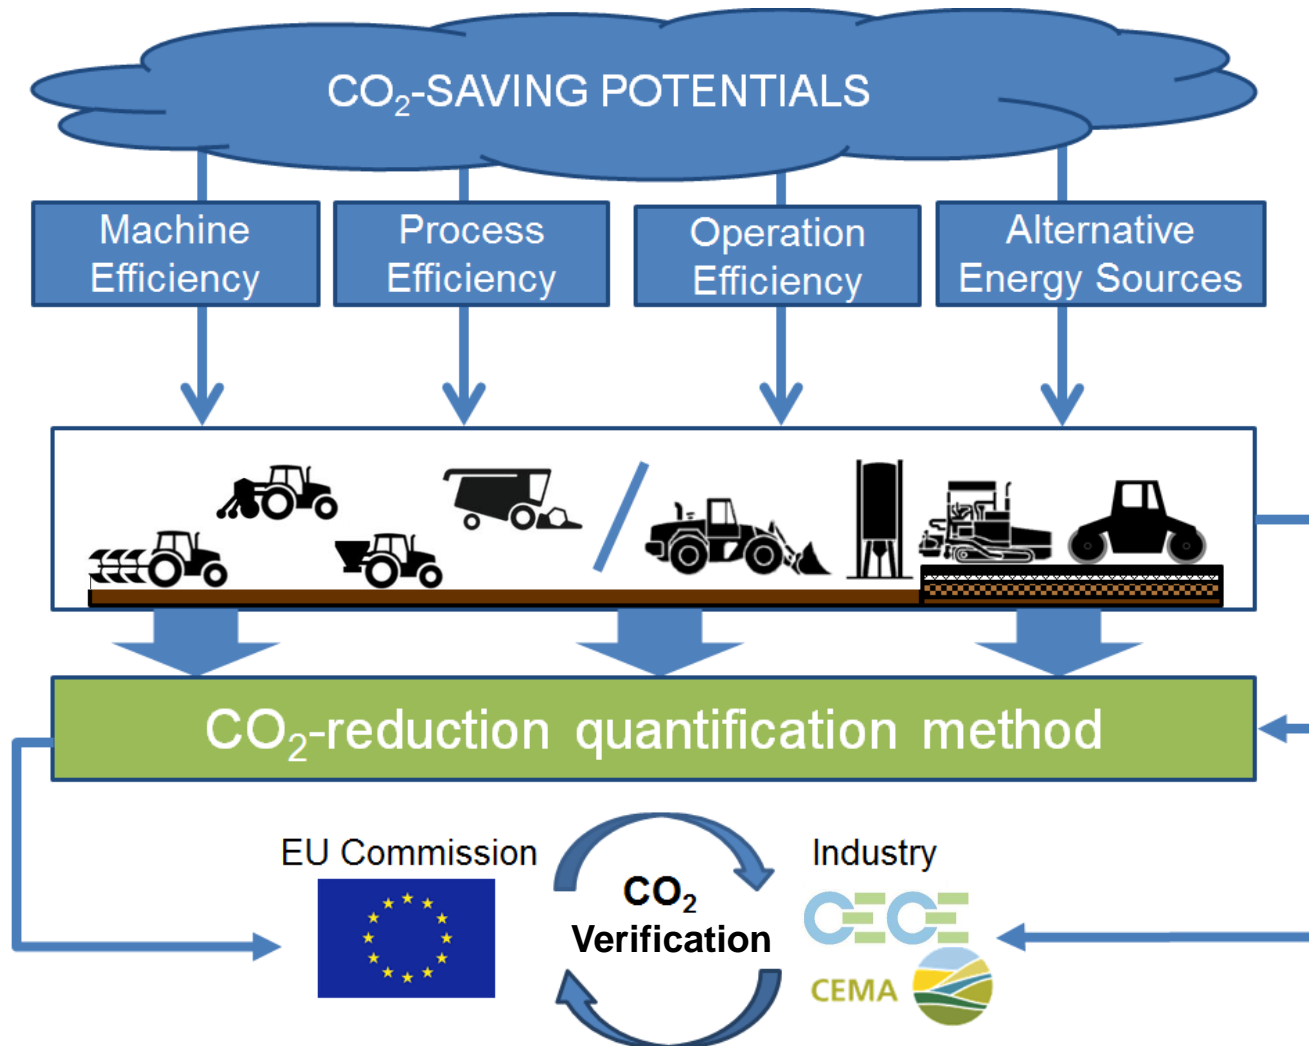 CO₂-SAVING POTENTIALS
Machine
Efficiency
Process
Efficiency
Operation
Efficiency
Alternative
Energy Sources
CO₂-reduction quantification method
EU Commission
CO₂
Verification
Industry
CECE
CEMA